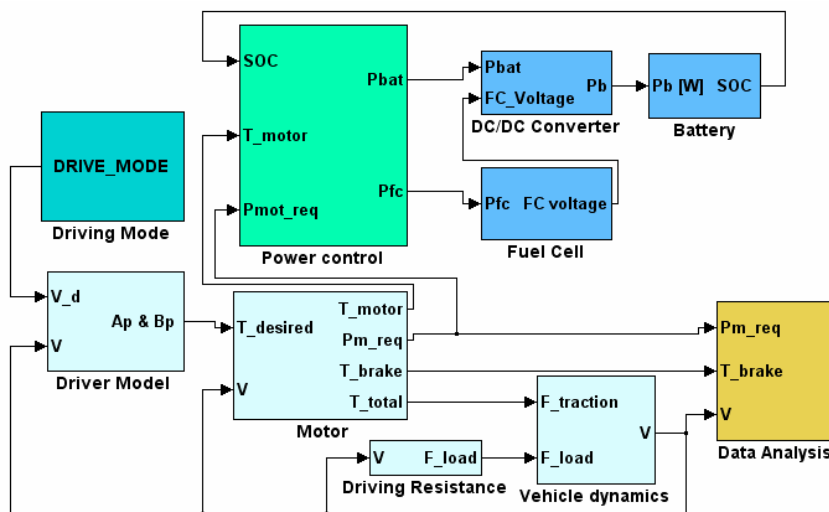 SOC
Pbat
T_motor
Pfc
Pmot_req
Power control
Pbat
Pb
FC_Voltage
DC/DC Converter
Pb [W] SOC
Battery
DRIVE_MODE
Driving Mode
Pfc FC voltage
Fuel Cell
V_d
Ap & Bp
V
Driver Model
T_motor
T_desired
Pm_req
T_brake
V
T_total
Motor
V
F_load
Driving Resistance
F_traction
V
F_load
Vehicle dynamics
Pm_req
T_brake
V
Data Analysis